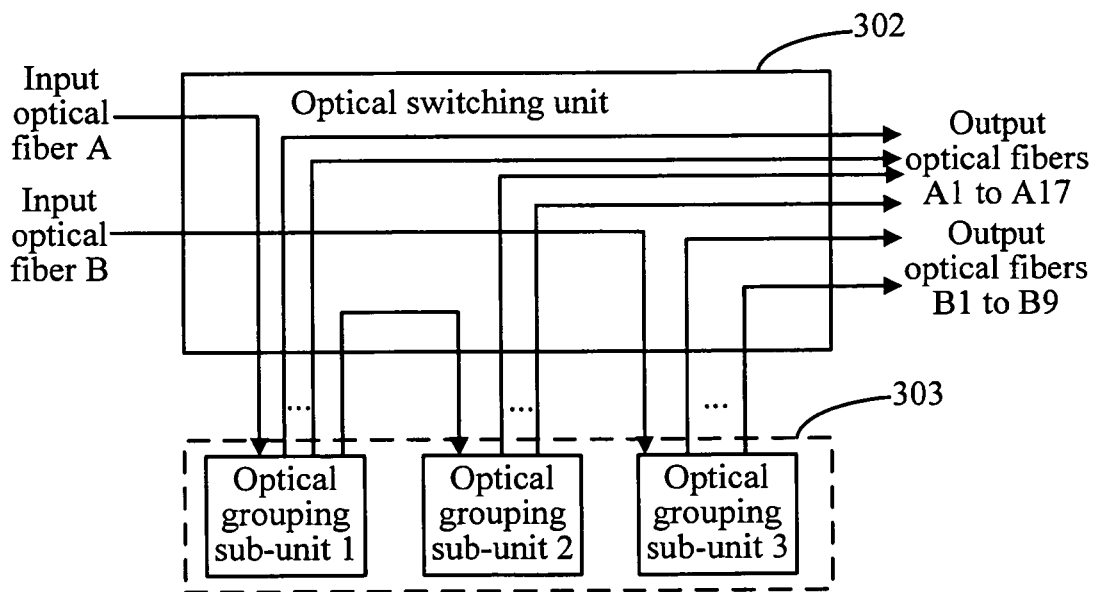 302
Input
optical
fiber A
Optical switching unit
Output
optical fibers
A1 to A17
Input
optical
fiber B
Output
optical fibers
B1 to B9
...
...
...
303
Optical
grouping
sub-unit 1
Optical
grouping
sub-unit 2
Optical
grouping
sub-unit 3